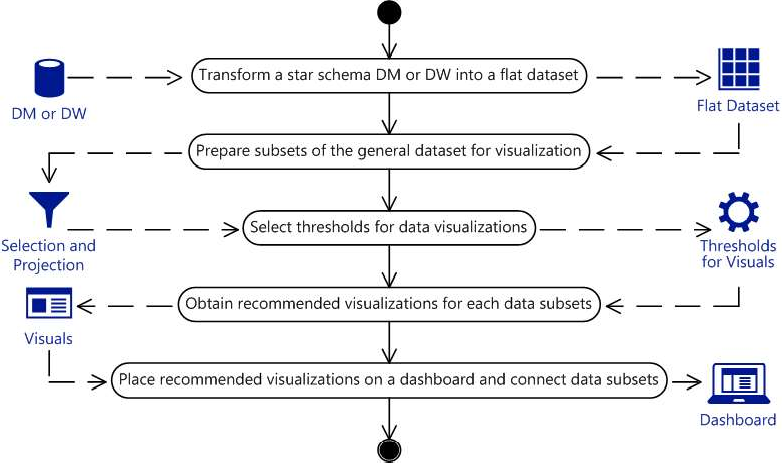 Transform a star schema DM or DW into a flat dataset
DM or DW
Flat Dataset
Prepare subsets of the general dataset for visualization
Selection and
Projection
Select thresholds for data visualizations
Thresholds
for Visuals
Obtain recommended visualizations for each data subsets
Visuals
Place recommended visualizations on a dashboard and connect data subsets
Dashboard